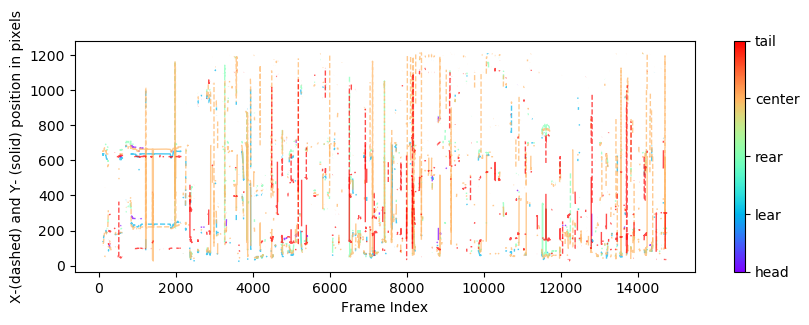 X-(dashed) and Y- (solid) position in pixels
1200
1000
800
600
400
200
0
0 2000 4000 6000 8000 10000 12000 14000
Frame Index
tail
center
rear
lear
head